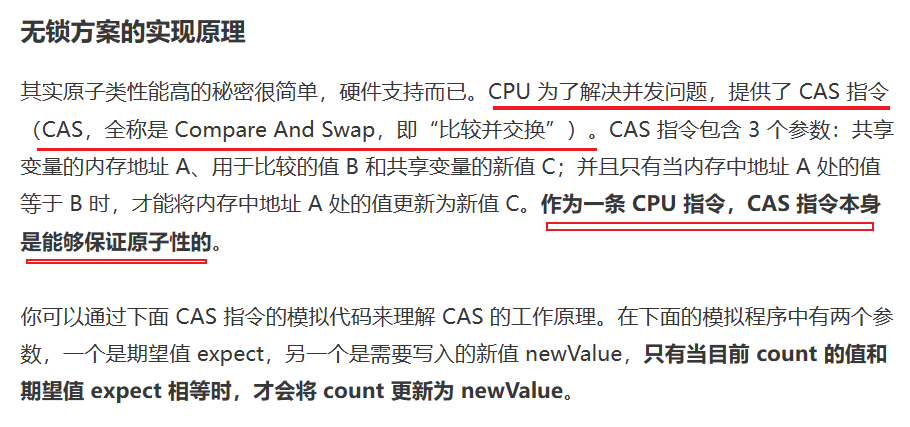 无锁方案的实现原理
其实原子类性能高的秘密很简单，硬件支持而已。CPU 为了解决并发问题，提供了 CAS 指令
（CAS，全称是 Compare And Swap，即“比较并交换”）。CAS 指令包含 3 个参数：共享
变量的内存地址 A、用于比较的值 B 和共享变量的新值 C；并且只有当内存中地址 A 处的值
等于 B 时，才能将内存中地址 A 处的值更新为新值 C。作为一条 CPU 指令，CAS 指令本身
是能够保证原子性的。
你可以通过下面 CAS 指令的模拟代码来理解 CAS 的工作原理。在下面的模拟程序中有两个参
数，一个是期望值 expect，另一个是需要写入的新值 newValue，只有当目前 count 的值和
期望值 expect 相等时，才会将 count 更新为 newValue。